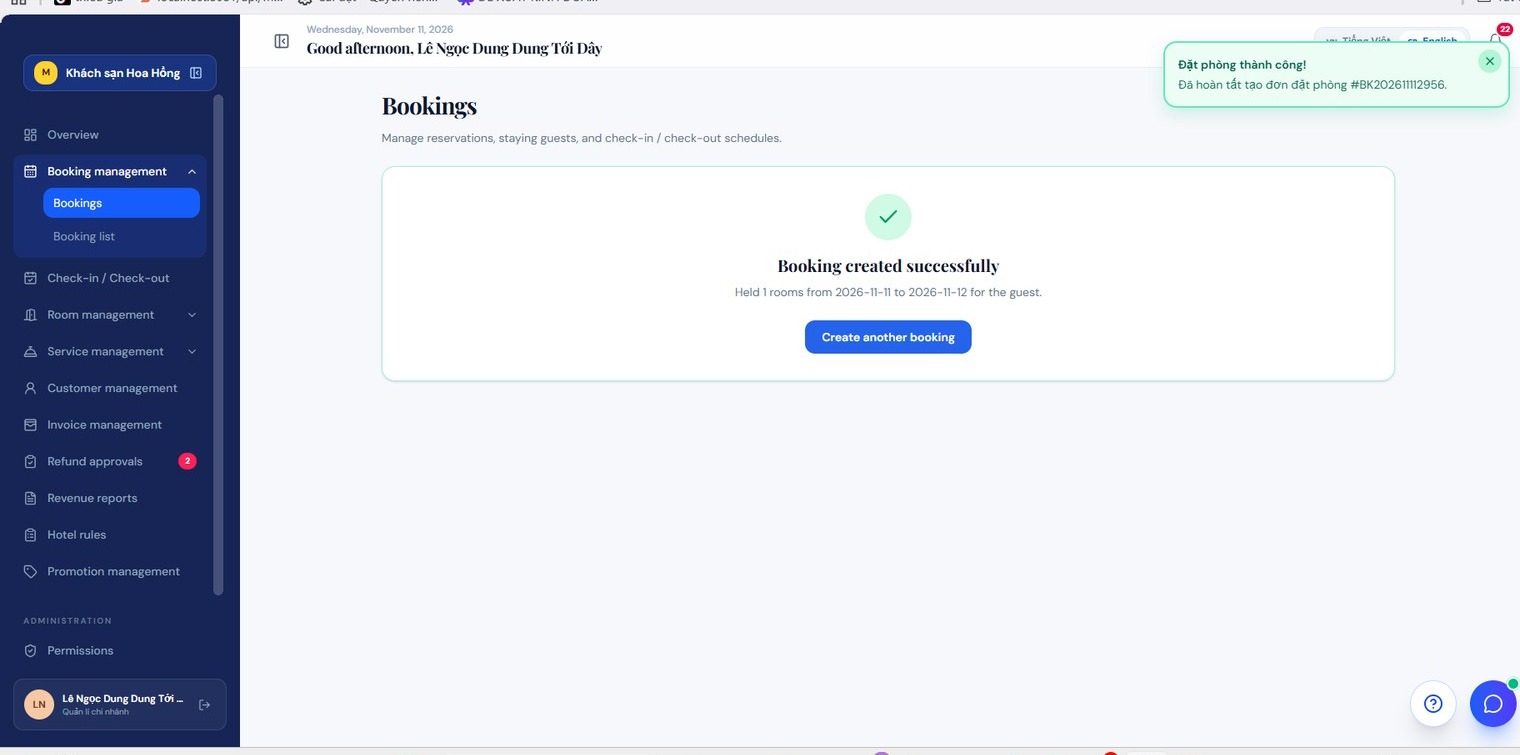 Wednesday, November 11, 2026
Good afternoon, Lê Ngọc Dung Dung Tới Dây
22
Tiếng Việt
English
M
Khách sạn Hoa Hồng
Đặt phòng thành công!
Đã hoàn tất tạo đơn đặt phòng #BK202611112956.
Overview
Booking management
Bookings
Booking list
Check-in / Check-out
Room management
Service management
Customer management
Invoice management
Refund approvals
2
Revenue reports
Hotel rules
Promotion management
ADMINISTRATION
Permissions
LN
Lê Ngọc Dung Dung Tới ...
Quản lí chi nhánh
Bookings
Manage reservations, staying guests, and check-in / check-out schedules.
Booking created successfully
Held 1 rooms from 2026-11-11 to 2026-11-12 for the guest.
Create another booking